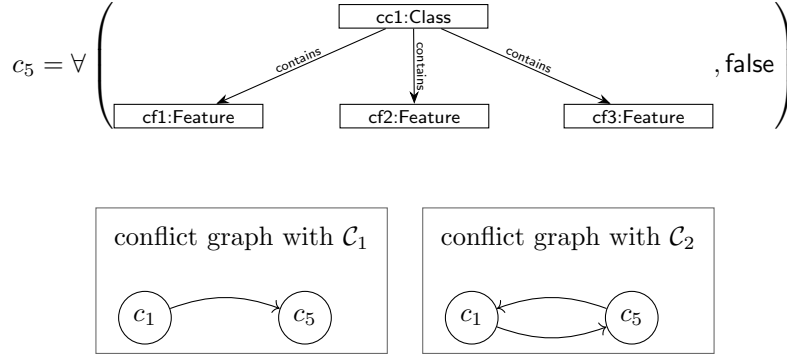 cc1:Class
contains contains contains
c₅ = ∀ ( , false )
cf1:Feature cf2:Feature cf3:Feature
conflict graph with 𝒞₁ conflict graph with 𝒞₂
c₁ c₅ c₁ c₅